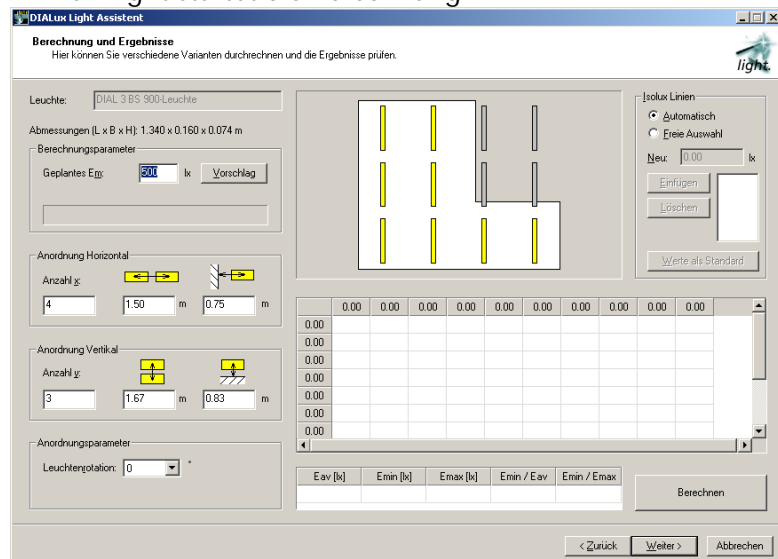 DIALux Light Assistent
Berechnung und Ergebnisse
Hier können Sie verschiedene Varianten durchrechnen und die Ergebnisse prüfen.
light.
Leuchte: DIAL 3 BS 900-Leuchte
Abmessungen (L x B x H): 1.340 x 0.160 x 0.074 m
Berechnungsparameter
Geplantes Em: 500 lx Vorschlag
Anordnung Horizontal
Anzahl x:
4 1.50 m 0.75 m
Anordnung Vertikal
Anzahl y:
3 1.67 m 0.83 m
Anordnungsparameter
Leuchtenrotation: 0 °
Isolux Linien
Automatisch
Freie Auswahl
Neu: 0.00 lx
Einfügen
Löschen
Werte als Standard
0.00 0.00 0.00 0.00 0.00 0.00 0.00 0.00 0.00 0.00
0.00
0.00
0.00
0.00
0.00
0.00
0.00
Eav [lx] Emin [lx] Emax [lx] Emin / Eav Emin / Emax
Berechnen
< Zurück Weiter > Abbrechen